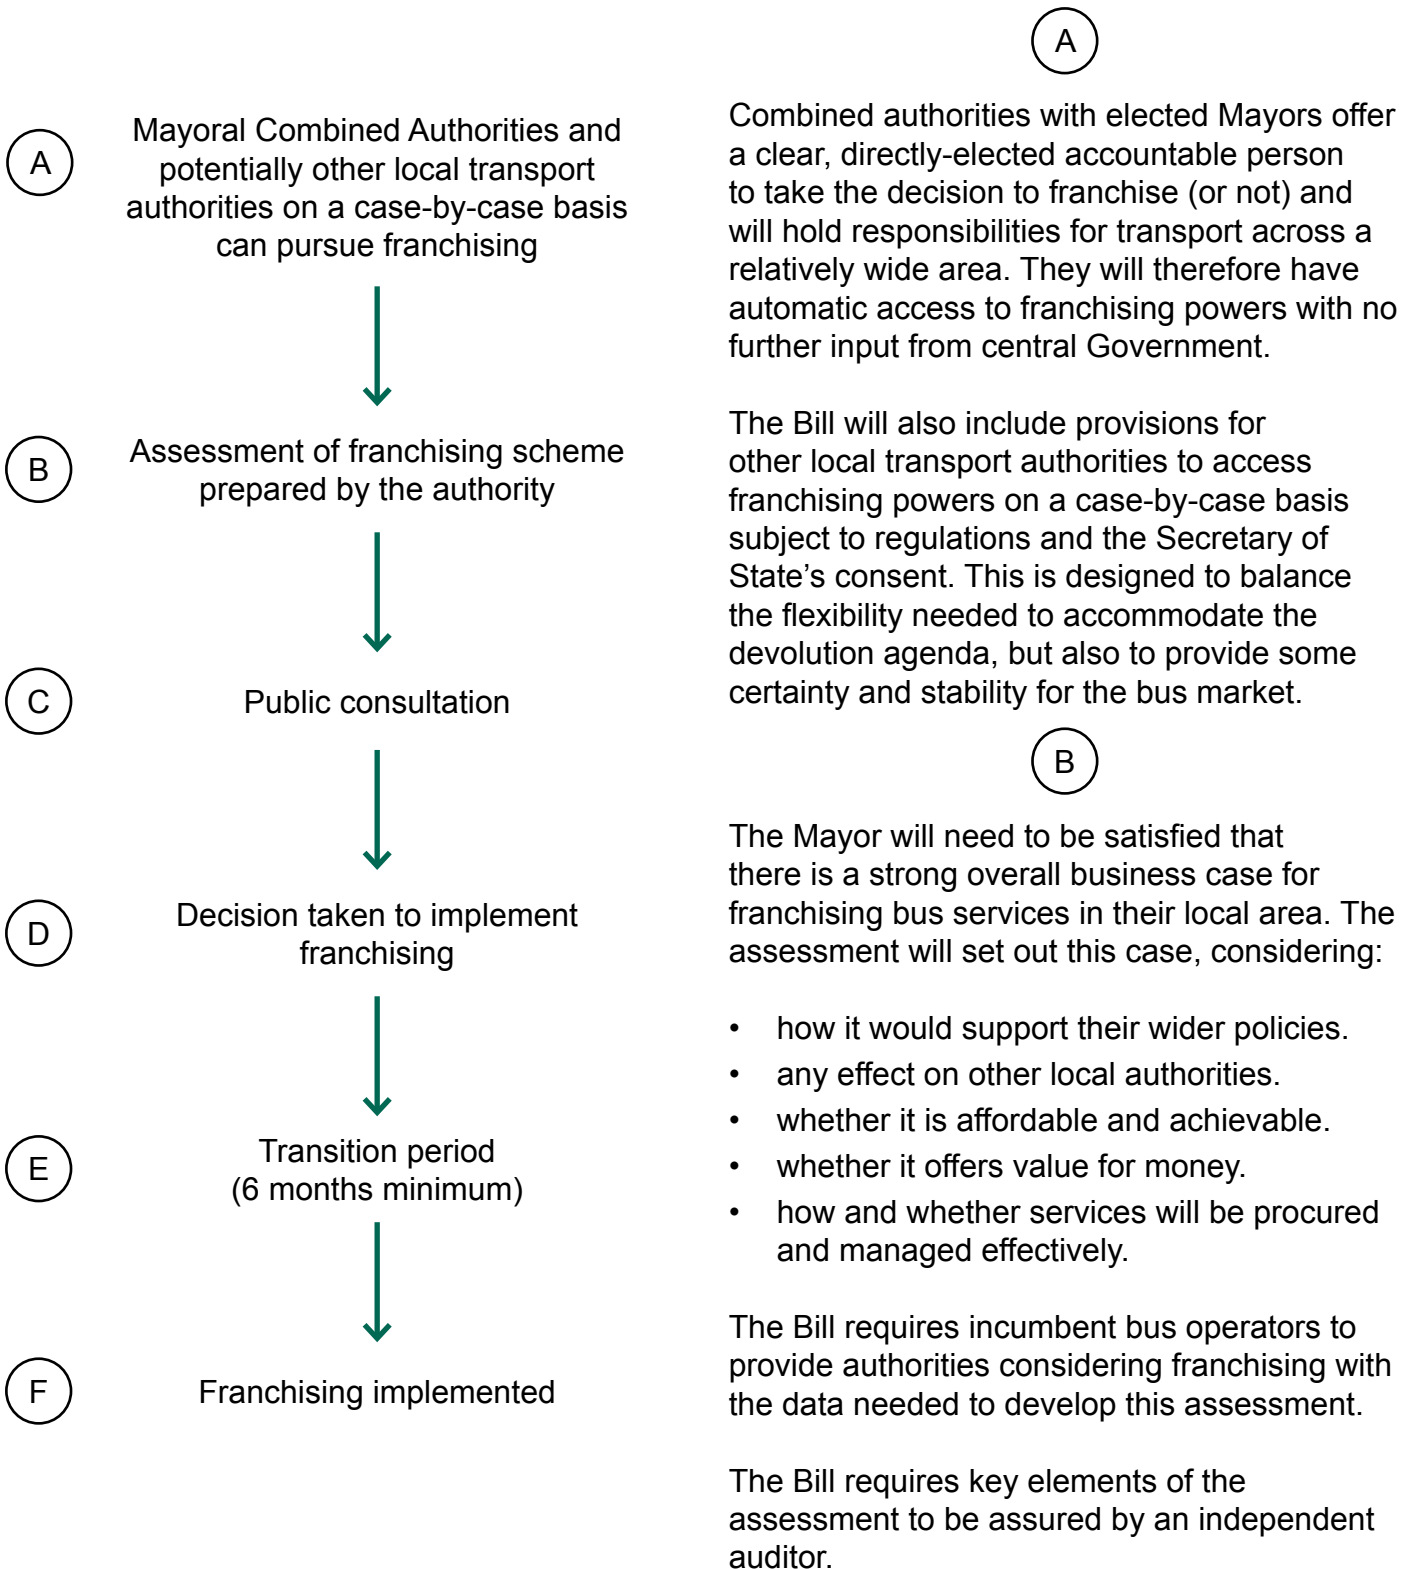 A
Mayoral Combined Authorities and
potentially other local transport
authorities on a case-by-case basis
can pursue franchising
B
Assessment of franchising scheme
prepared by the authority
C
Public consultation
D
Decision taken to implement
franchising
E
Transition period
(6 months minimum)
F
Franchising implemented
A
Combined authorities with elected Mayors offer
a clear, directly-elected accountable person
to take the decision to franchise (or not) and
will hold responsibilities for transport across a
relatively wide area. They will therefore have
automatic access to franchising powers with no
further input from central Government.
The Bill will also include provisions for
other local transport authorities to access
franchising powers on a case-by-case basis
subject to regulations and the Secretary of
State’s consent. This is designed to balance
the flexibility needed to accommodate the
devolution agenda, but also to provide some
certainty and stability for the bus market.
B
The Mayor will need to be satisfied that
there is a strong overall business case for
franchising bus services in their local area. The
assessment will set out this case, considering:
• how it would support their wider policies.
• any effect on other local authorities.
• whether it is affordable and achievable.
• whether it offers value for money.
• how and whether services will be procured
and managed effectively.
The Bill requires incumbent bus operators to
provide authorities considering franchising with
the data needed to develop this assessment.
The Bill requires key elements of the
assessment to be assured by an independent
auditor.